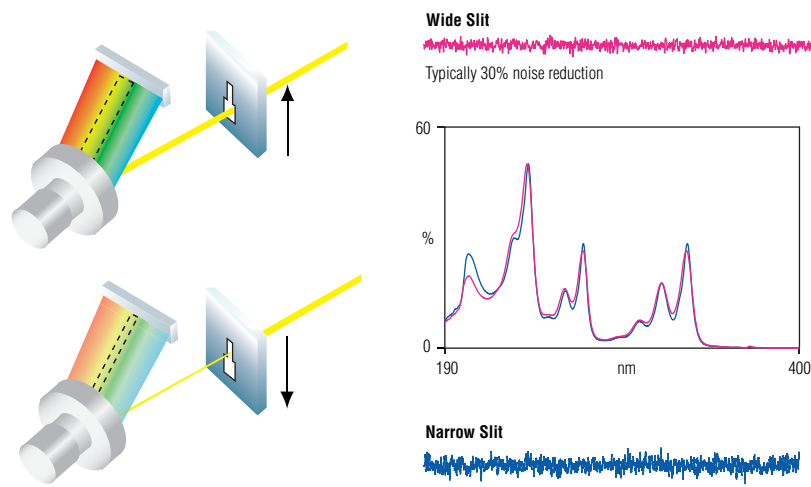 Wide Slit
Typically 30% noise reduction
60
%
0
190
nm
400
Narrow Slit